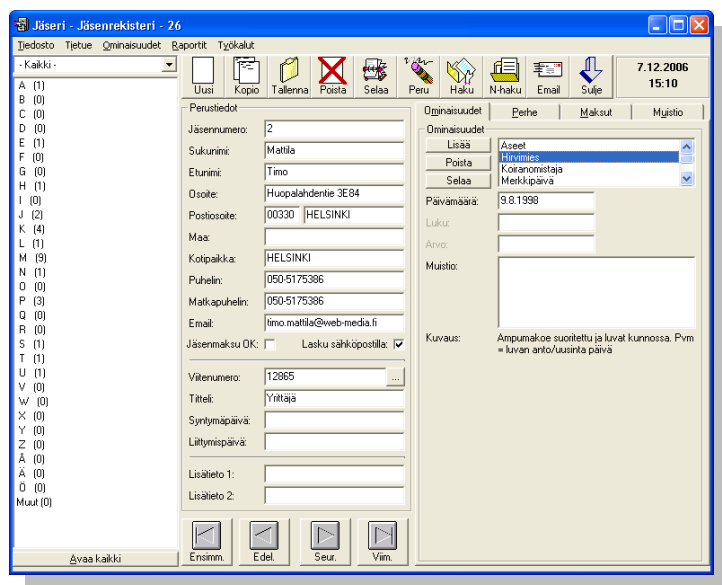 Jäseri - Jäsenrekisteri - 26
Tiedosto Tietue Ominaisuudet Raportit Työkalut
- Kaikki -
Uusi Kopio Tallenna Poista Selaa Peru Haku N-haku Email Sulje
7.12.2006
15:10
A (1)
B (0)
C (0)
D (0)
E (1)
F (0)
G (0)
H (1)
I (0)
J (2)
K (4)
L (1)
M (9)
N (1)
O (0)
P (3)
Q (0)
R (0)
S (1)
T (1)
U (1)
V (0)
W (0)
X (0)
Y (0)
Z (0)
Å (0)
Ä (0)
Ö (0)
Muut (0)
Avaa kaikki
Perustiedot
Jäsennumero: 2
Sukunimi: Mattila
Etunimi: Timo
Osoite: Huopalahdentie 3E84
Postiosoite: 00330 HELSINKI
Maa:
Kotipaikka: HELSINKI
Puhelin: 050-5175386
Matkapuhelin: 050-5175386
Email: timo.mattila@web-media.fi
Jäsenmaksu OK: Lasku sähköpostilla:
Viitenumero: 12865 ...
Titteli: Yrittäjä
Syntymäpäivä:
Liittymispäivä:
Lisätieto 1:
Lisätieto 2:
Ensimm. Edel. Seur. Viim.
Ominaisuudet Perhe Maksut Muistio
Ominaisuudet
Lisää
Poista
Selaa
Aseet
Hirvimies
Koiranomistaja
Merkkipäivä
Päivämäärä: 9.8.1998
Luku:
Arvo:
Muistio:
Kuvaus: Ampumakoe suoritettu ja luvat kunnossa. Pvm
= luvan anto/uusinta päivä